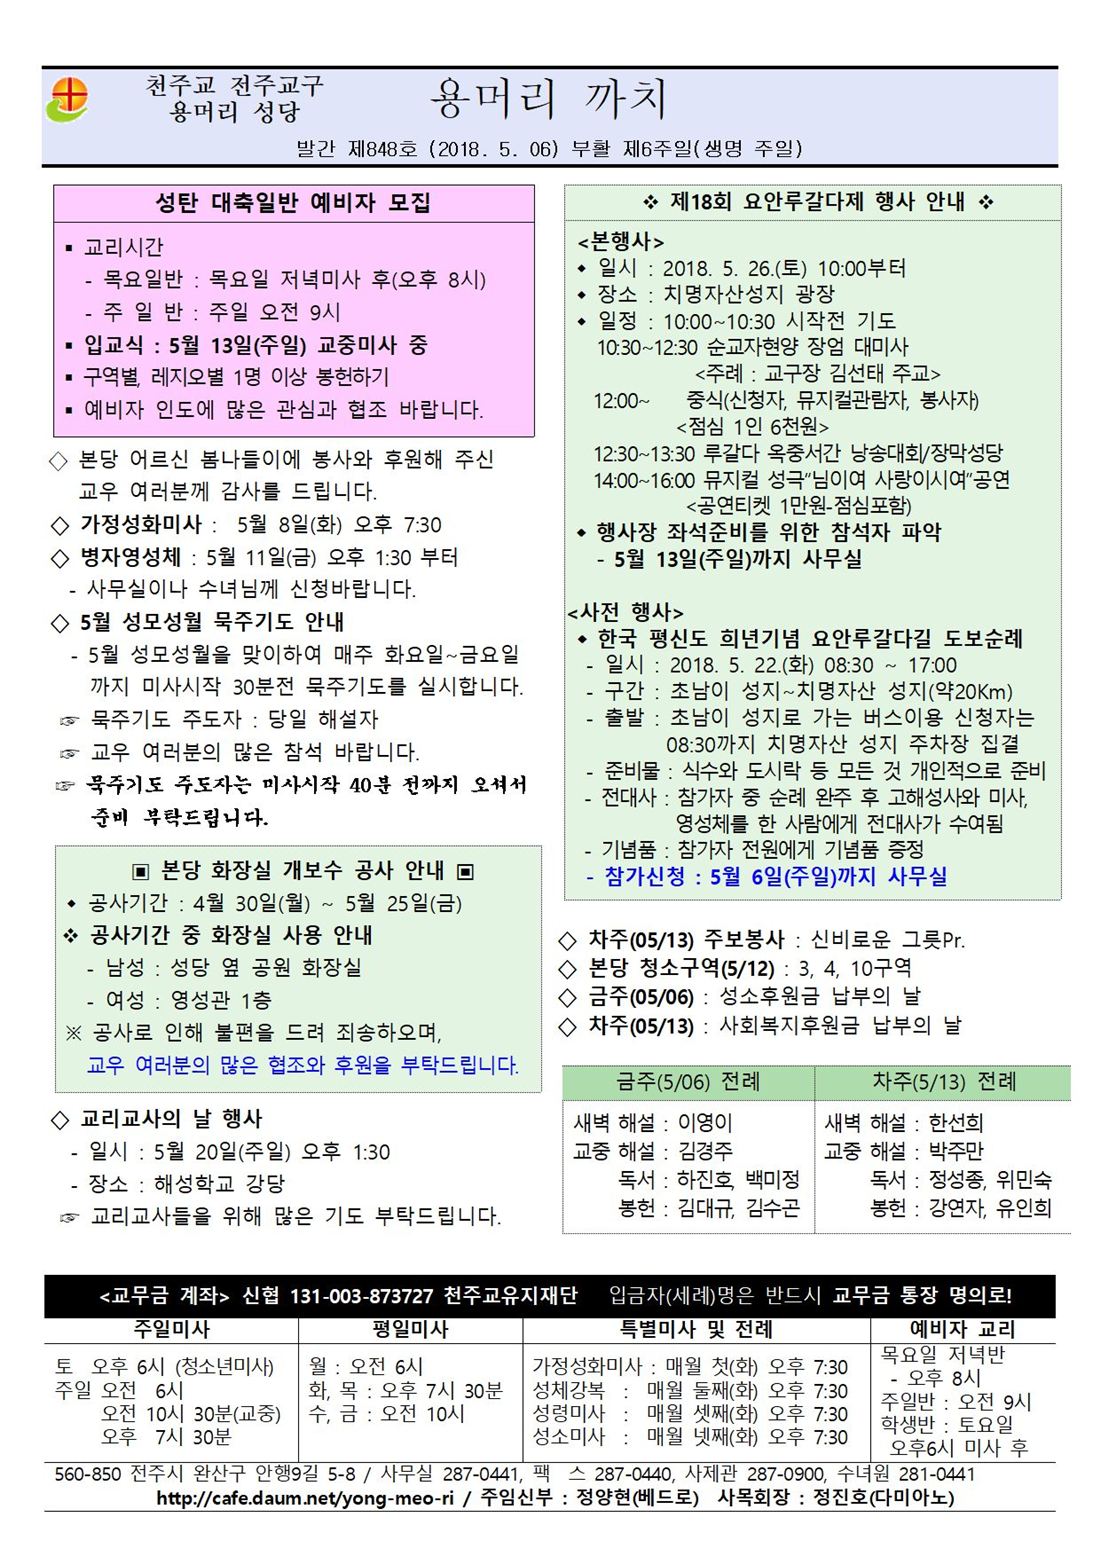 천주교 전주교구
용머리 성당
용머리 까치
발간 제848호 (2018. 5. 06) 부활 제6주일(생명 주일)
성탄 대축일반 예비자 모집
▪ 교리시간
- 목요일반 : 목요일 저녁미사 후(오후 8시)
- 주 일 반 : 주일 오전 9시
▪ 입교식 : 5월 13일(주일) 교중미사 중
▪ 구역별, 레지오별 1명 이상 봉헌하기
▪ 예비자 인도에 많은 관심과 협조 바랍니다.
◇ 본당 어르신 봄나들이에 봉사와 후원해 주신
교우 여러분께 감사를 드립니다.
◇ 가정성화미사 : 5월 8일(화) 오후 7:30
◇ 병자영성체 : 5월 11일(금) 오후 1:30 부터
- 사무실이나 수녀님께 신청바랍니다.
◇ 5월 성모성월 묵주기도 안내
- 5월 성모성월을 맞이하여 매주 화요일~금요일
까지 미사시작 30분전 묵주기도를 실시합니다.
☞ 묵주기도 주도자 : 당일 해설자
☞ 교우 여러분의 많은 참석 바랍니다.
☞ 묵주기도 주도자는 미사시작 40분 전까지 오셔서
준비 부탁드립니다.
▣ 본당 화장실 개보수 공사 안내 ▣
◆ 공사기간 : 4월 30일(월) ~ 5월 25일(금)
❖ 공사기간 중 화장실 사용 안내
- 남성 : 성당 옆 공원 화장실
- 여성 : 영성관 1층
※ 공사로 인해 불편을 드려 죄송하오며,
교우 여러분의 많은 협조와 후원을 부탁드립니다.
◇ 교리교사의 날 행사
- 일시 : 5월 20일(주일) 오후 1:30
- 장소 : 해성학교 강당
☞ 교리교사들을 위해 많은 기도 부탁드립니다.
❖ 제18회 요안루갈다제 행사 안내 ❖
<본행사>
◆ 일시 : 2018. 5. 26.(토) 10:00부터
◆ 장소 : 치명자산성지 광장
◆ 일정 : 10:00~10:30 시작전 기도
10:30~12:30 순교자현양 장엄 대미사
<주례 : 교구장 김선태 주교>
12:00~ 중식(신청자, 뮤지컬관람자, 봉사자)
<점심 1인 6천원>
12:30~13:30 루갈다 옥중서간 낭송대회/장막성당
14:00~16:00 뮤지컬 성극"님이여 사랑이시여"공연
<공연티켓 1만원-점심포함)
◆ 행사장 좌석준비를 위한 참석자 파악
- 5월 13일(주일)까지 사무실
<사전 행사>
◆ 한국 평신도 희년기념 요안루갈다길 도보순례
- 일시 : 2018. 5. 22.(화) 08:30 ~ 17:00
- 구간 : 초남이 성지~치명자산 성지(약20Km)
- 출발 : 초남이 성지로 가는 버스이용 신청자는
08:30까지 치명자산 성지 주차장 집결
- 준비물 : 식수와 도시락 등 모든 것 개인적으로 준비
- 전대사 : 참가자 중 순례 완주 후 고해성사와 미사,
영성체를 한 사람에게 전대사가 수여됨
- 기념품 : 참가자 전원에게 기념품 증정
- 참가신청 : 5월 6일(주일)까지 사무실
◇ 차주(05/13) 주보봉사 : 신비로운 그릇Pr.
◇ 본당 청소구역(5/12) : 3, 4, 10구역
◇ 금주(05/06) : 성소후원금 납부의 날
◇ 차주(05/13) : 사회복지후원금 납부의 날
금주(5/06) 전례
새벽 해설 : 이영이
교중 해설 : 김경주
독서 : 하진호, 백미정
봉헌 : 김대규, 김수곤
차주(5/13) 전례
새벽 해설 : 한선희
교중 해설 : 박주만
독서 : 정성종, 위민숙
봉헌 : 강연자, 유인희
<교무금 계좌> 신협 131-003-873727 천주교유지재단 입금자(세례)명은 반드시 교무금 통장 명의로!
주일미사
토 오후 6시 (청소년미사)
주일 오전 6시
오전 10시 30분(교중)
오후 7시 30분
평일미사
월 : 오전 6시
화, 목 : 오후 7시 30분
수, 금 : 오전 10시
특별미사 및 전례
가정성화미사 : 매월 첫(화) 오후 7:30
성체강복 : 매월 둘째(화) 오후 7:30
성령미사 : 매월 셋째(화) 오후 7:30
성소미사 : 매월 넷째(화) 오후 7:30
예비자 교리
목요일 저녁반
- 오후 8시
주일반 : 오전 9시
학생반 : 토요일
오후6시 미사 후
560-850 전주시 완산구 안행9길 5-8 / 사무실 287-0441, 팩 스 287-0440, 사제관 287-0900, 수녀원 281-0441
http://cafe.daum.net/yong-meo-ri / 주임신부 : 정양현(베드로) 사목회장 : 정진호(다미아노)